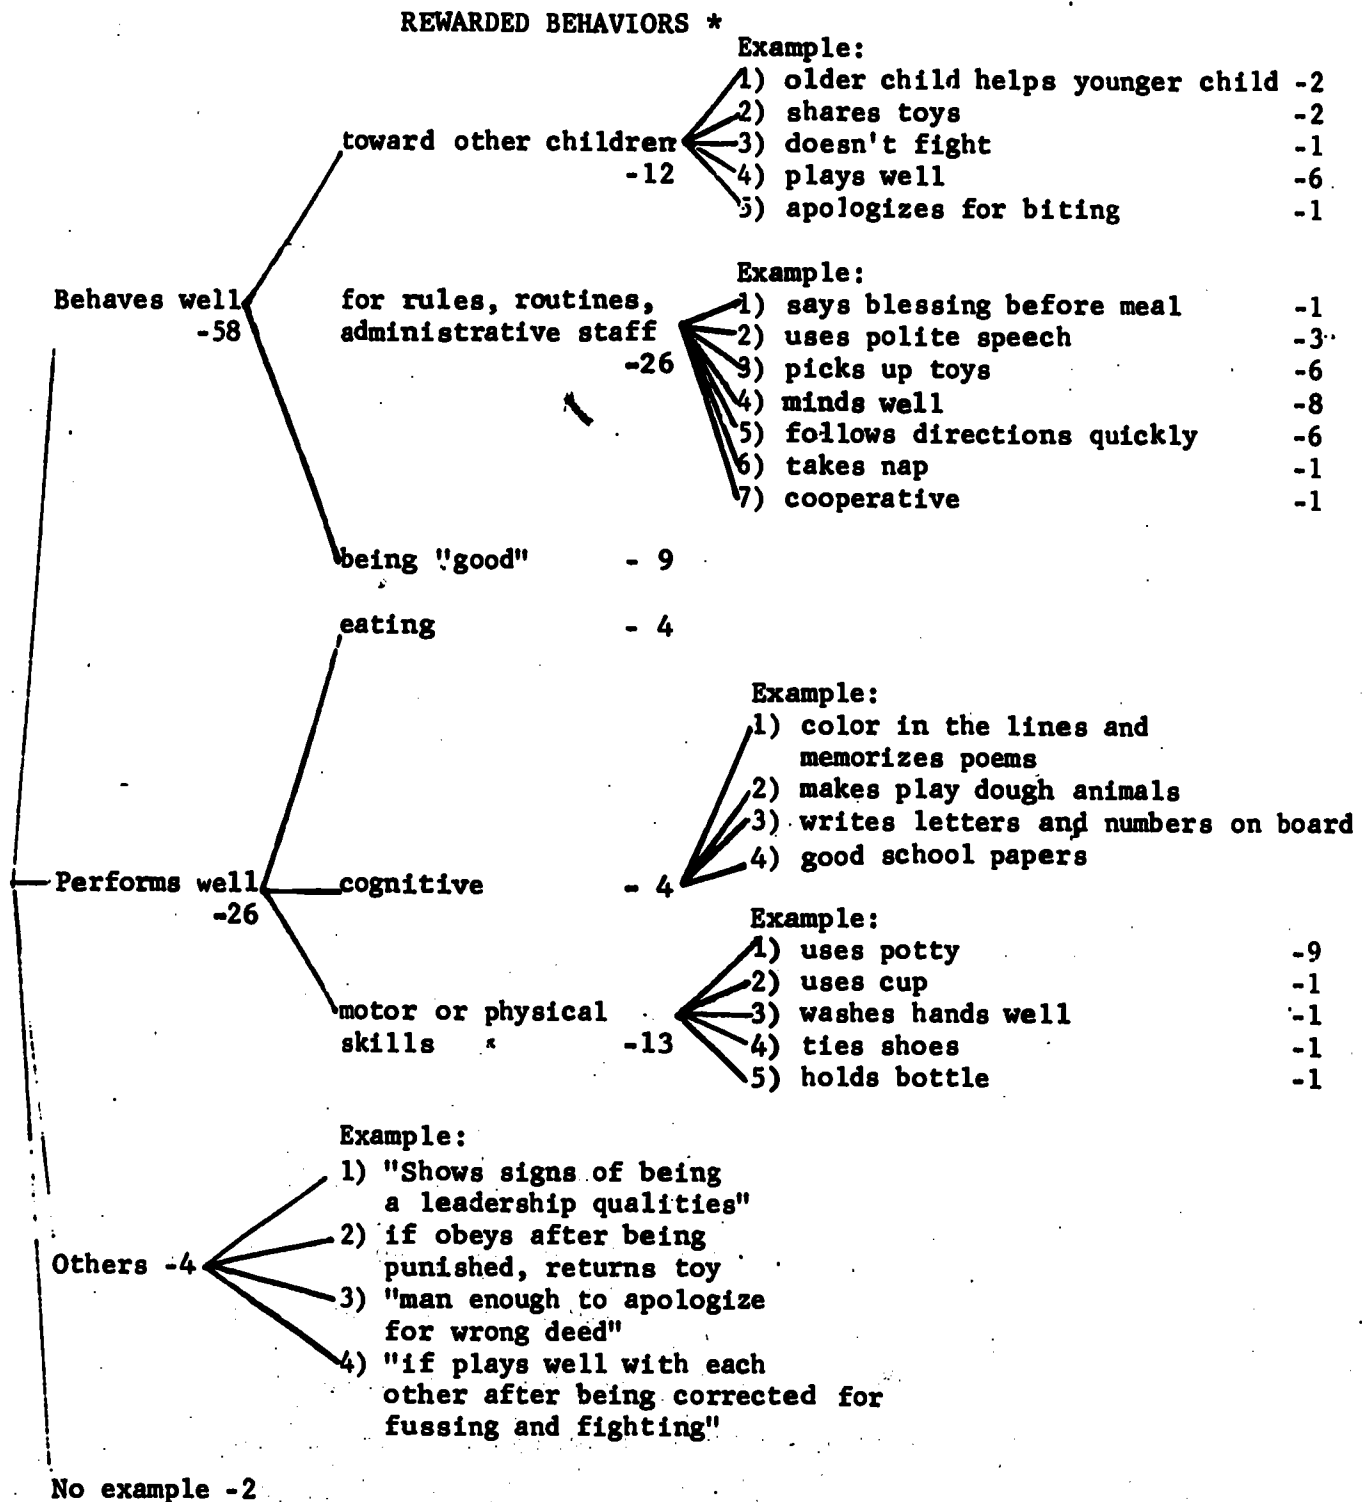 REWARDED BEHAVIORS *
Example:
1) older child helps younger child -2
2) shares toys -2
toward other children 3) doesn't fight -1
-12 4) plays well -6
5) apologizes for biting -1
Example:
Behaves well for rules, routines, 1) says blessing before meal -1
-58 administrative staff 2) uses polite speech -3
-26 3) picks up toys -6
4) minds well -8
5) follows directions quickly -6
6) takes nap -1
7) cooperative -1
being "good" - 9
eating - 4
Example:
1) color in the lines and
memorizes poems
2) makes play dough animals
3) writes letters and numbers on board
4) good school papers
Performs well cognitive - 4
-26 Example:
1) uses potty -9
2) uses cup -1
motor or physical 3) washes hands well -1
skills -13 4) ties shoes -1
5) holds bottle -1
Example:
1) "Shows signs of being
a leadership qualities"
2) if obeys after being
Others -4 punished, returns toy
3) "man enough to apologize
for wrong deed"
4) "if plays well with each
other after being corrected for
fussing and fighting"
No example -2